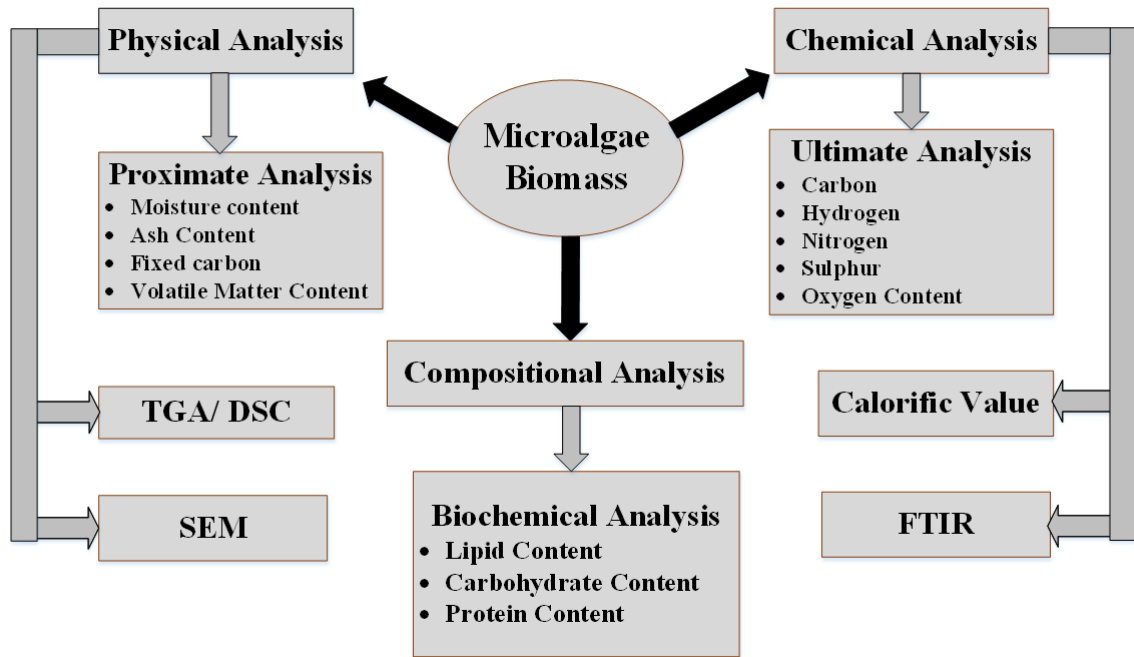 Physical Analysis
Proximate Analysis
• Moisture content
• Ash Content
• Fixed carbon
• Volatile Matter Content
TGA/ DSC
SEM
Microalgae
Biomass
Compositional Analysis
Biochemical Analysis
• Lipid Content
• Carbohydrate Content
• Protein Content
Chemical Analysis
Ultimate Analysis
• Carbon
• Hydrogen
• Nitrogen
• Sulphur
• Oxygen Content
Calorific Value
FTIR